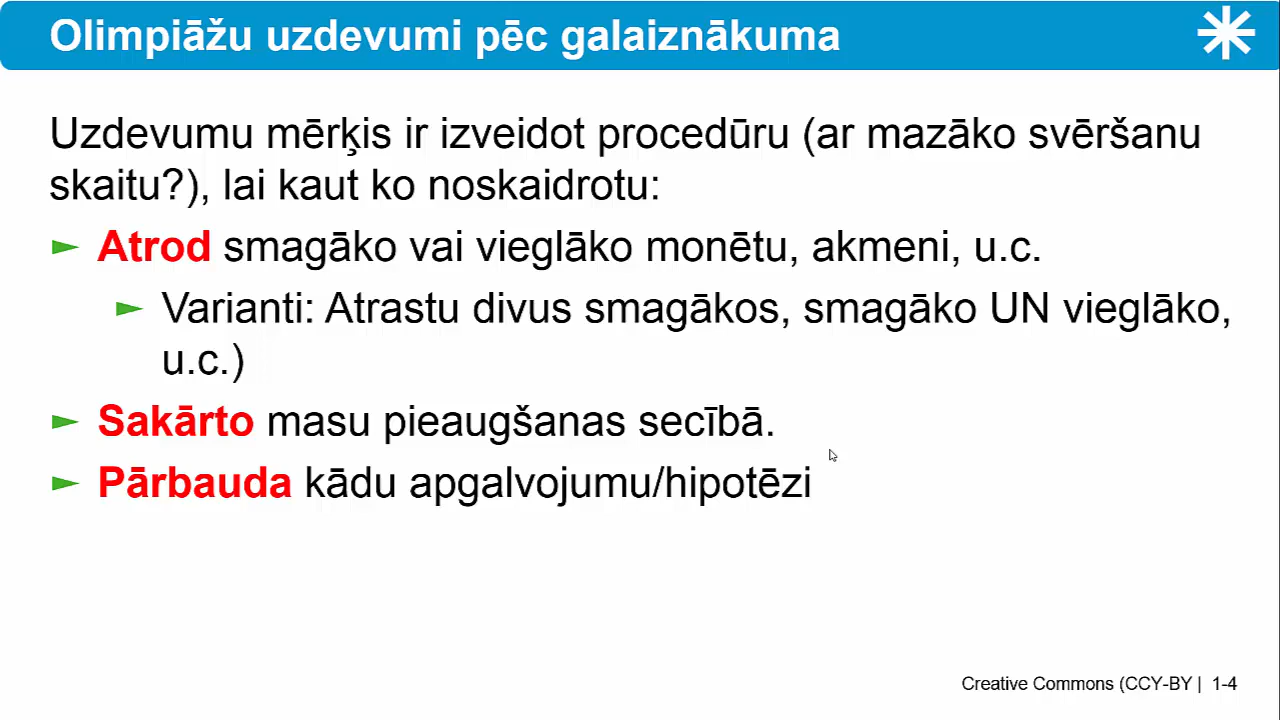 Olimpiāžu uzdevumi pēc galaiznākuma
Uzdevumu mērķis ir izveidot procedūru (ar mazāko svēršanu
skaitu?), lai kaut ko noskaidrotu:
► Atrod smagāko vai vieglāko monētu, akmeni, u.c.
► Varianti: Atrastu divus smagākos, smagāko UN vieglāko,
u.c.)
► Sakārto masu pieaugšanas secībā.
► Pārbauda kādu apgalvojumu/hipotēzi
Creative Commons (CCY-BY | 1-4